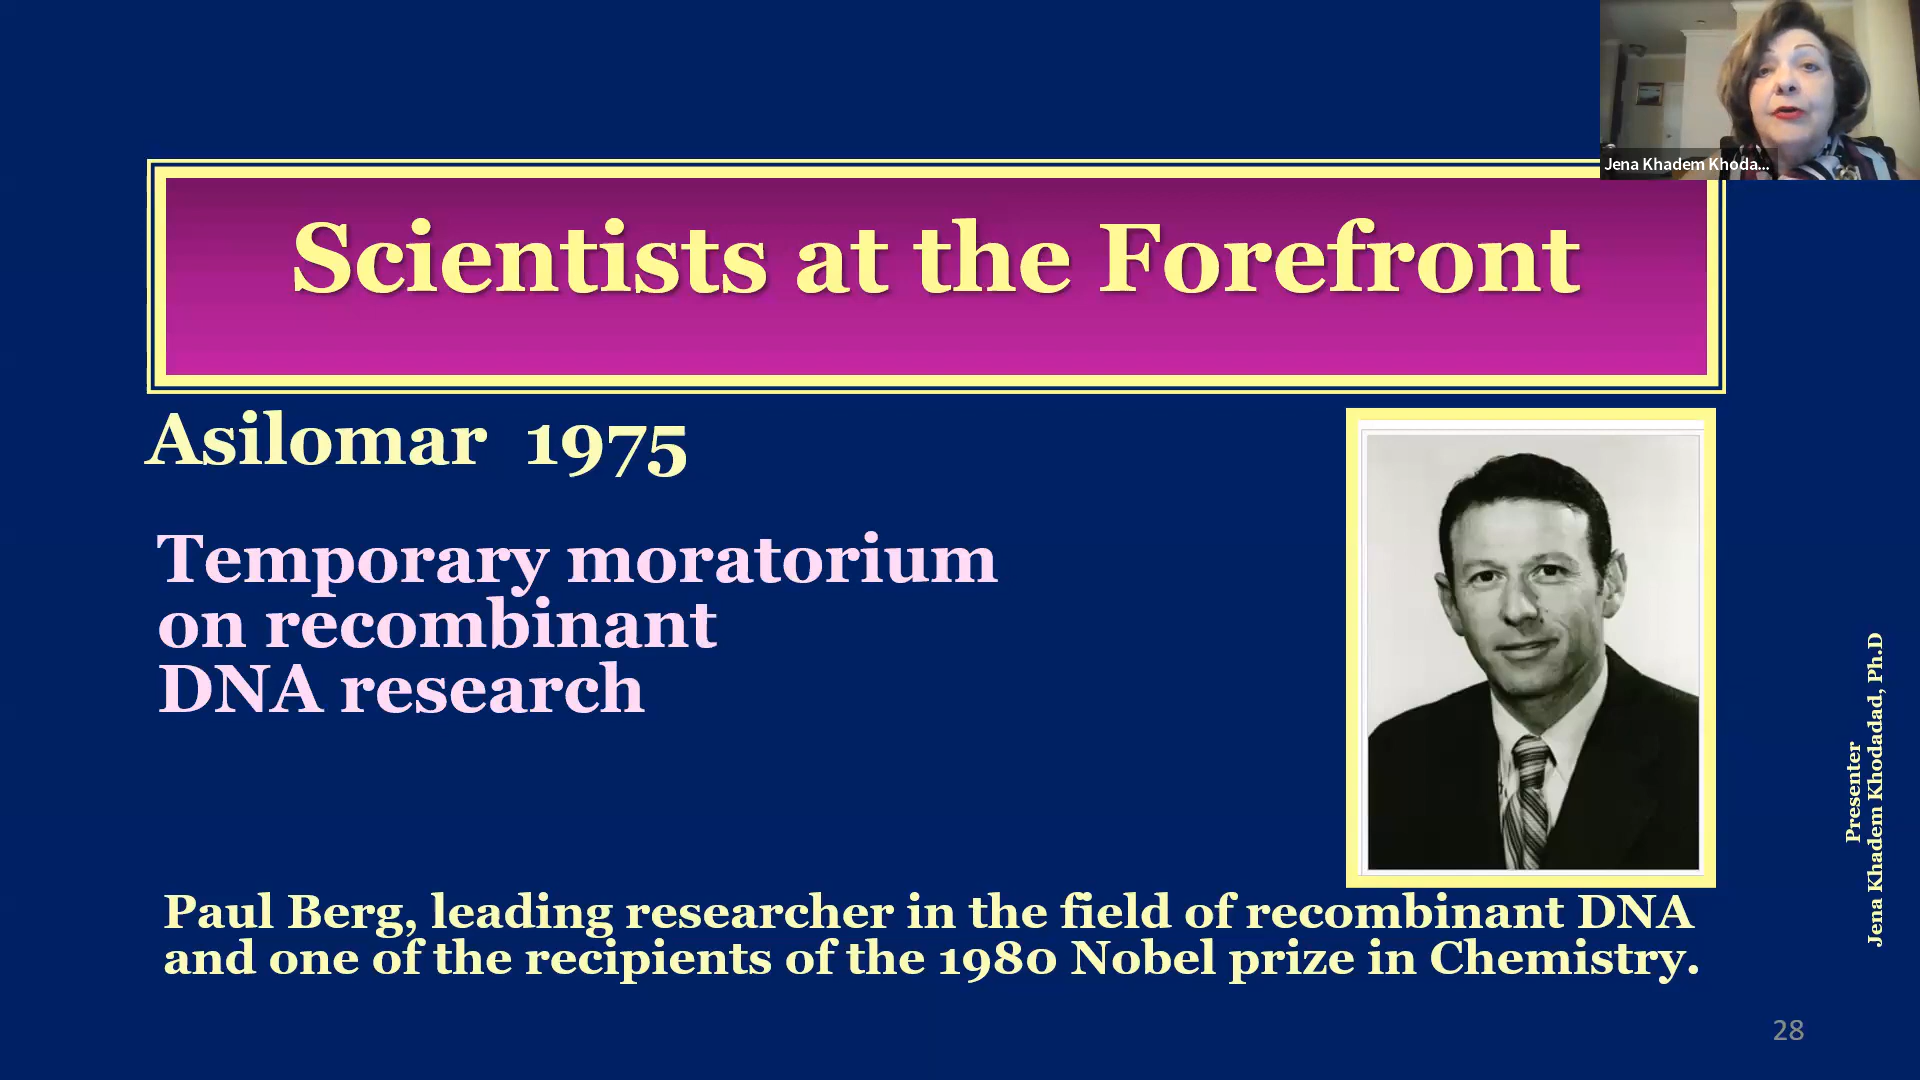 Jena Khadem Khoda...
Scientists at the Forefront
Asilomar 1975
Temporary moratorium
on recombinant
DNA research
Paul Berg, leading researcher in the field of recombinant DNA
and one of the recipients of the 1980 Nobel prize in Chemistry.
Presenter
Jena Khadem Khodadad, Ph.D
28